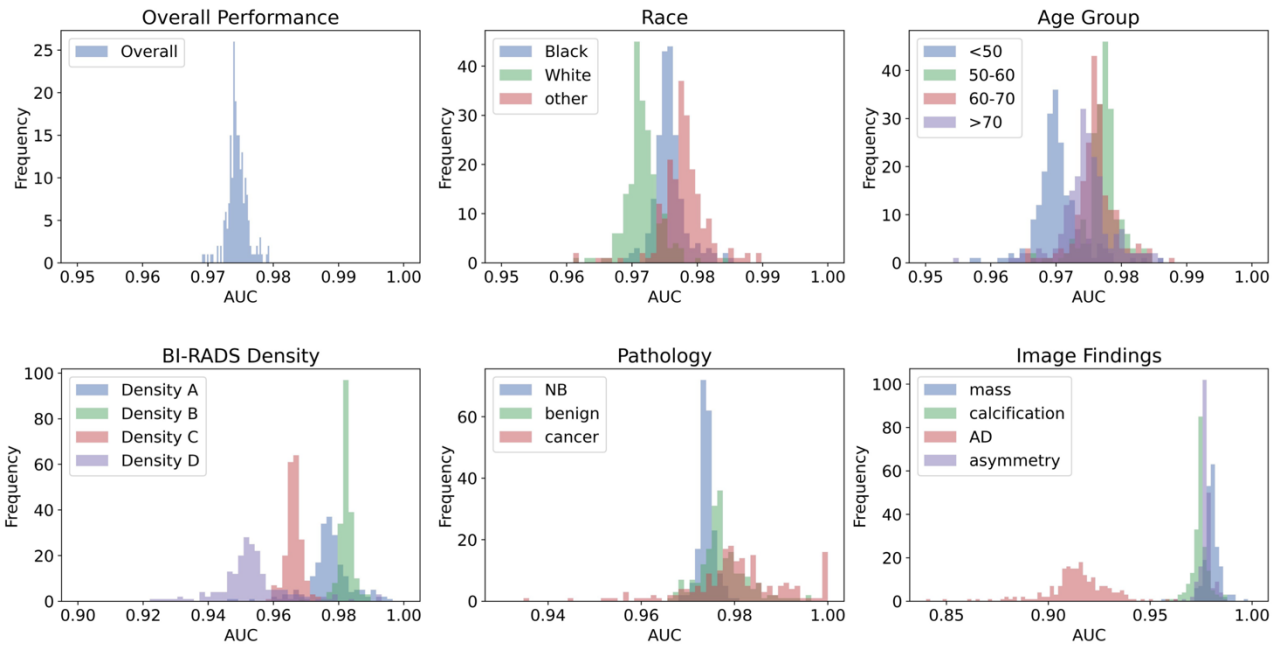 Overall Performance
Overall
Frequency
25
20
15
10
5
0
0.95 0.96 0.97 0.98 0.99 1.00
AUC
Race
Black
White
other
Frequency
40
30
20
10
0
0.95 0.96 0.97 0.98 0.99 1.00
AUC
Age Group
<50
50-60
60-70
>70
Frequency
40
30
20
10
0
0.95 0.96 0.97 0.98 0.99 1.00
AUC
BI-RADS Density
Density A
Density B
Density C
Density D
Frequency
100
80
60
40
20
0
0.90 0.92 0.94 0.96 0.98 1.00
AUC
Pathology
NB
benign
cancer
Frequency
60
40
20
0
0.94 0.96 0.98 1.00
AUC
Image Findings
mass
calcification
AD
asymmetry
Frequency
100
80
60
40
20
0
0.85 0.90 0.95 1.00
AUC